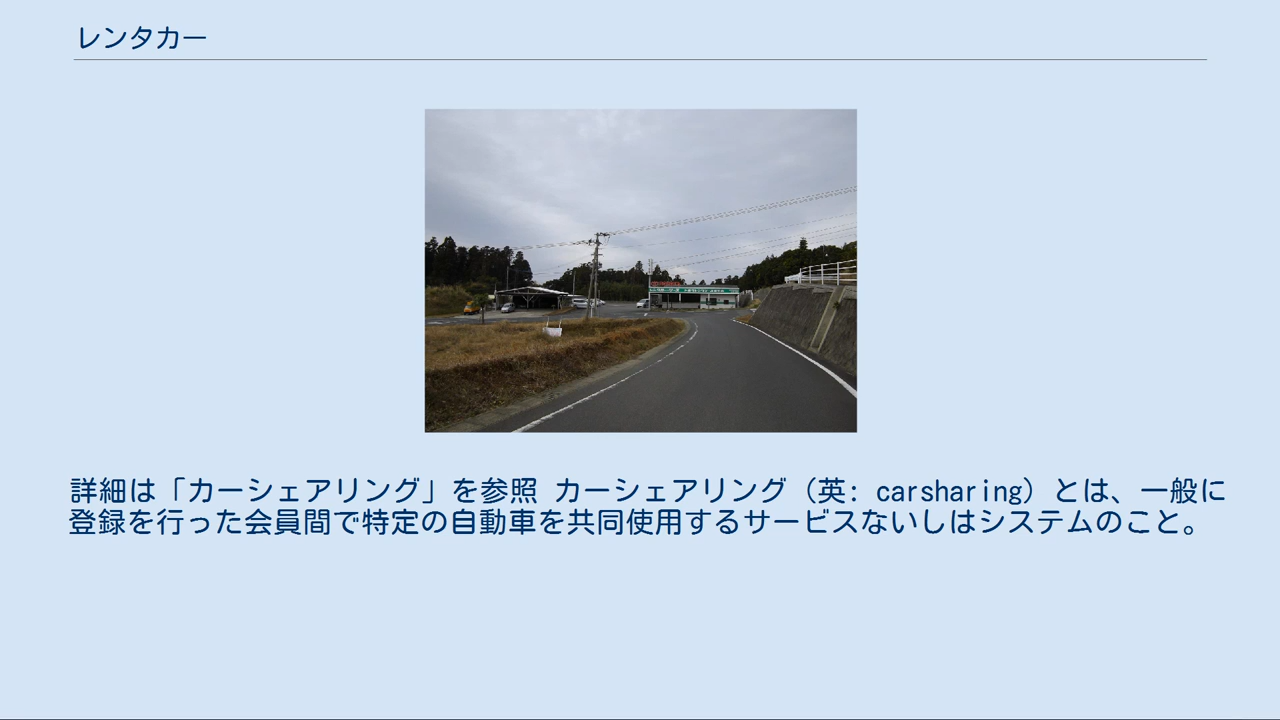 レンタカー
詳細は「カーシェアリング」を参照 カーシェアリング（英: carsharing）とは、一般に
登録を行った会員間で特定の自動車を共同使用するサービスないしはシステムのこと。